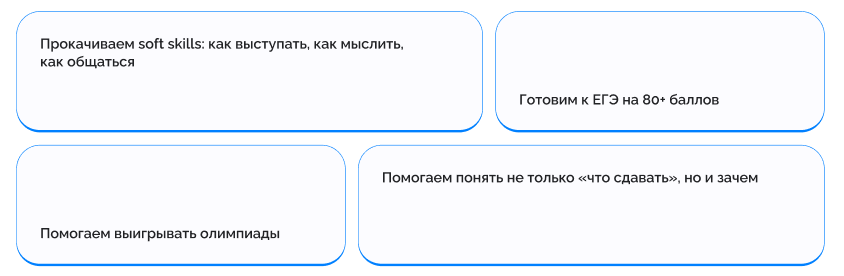 Прокачиваем soft skills: как выступать, как мыслить,
как общаться
Готовим к ЕГЭ на 80+ баллов
Помогаем выигрывать олимпиады
Помогаем понять не только «что сдавать», но и зачем